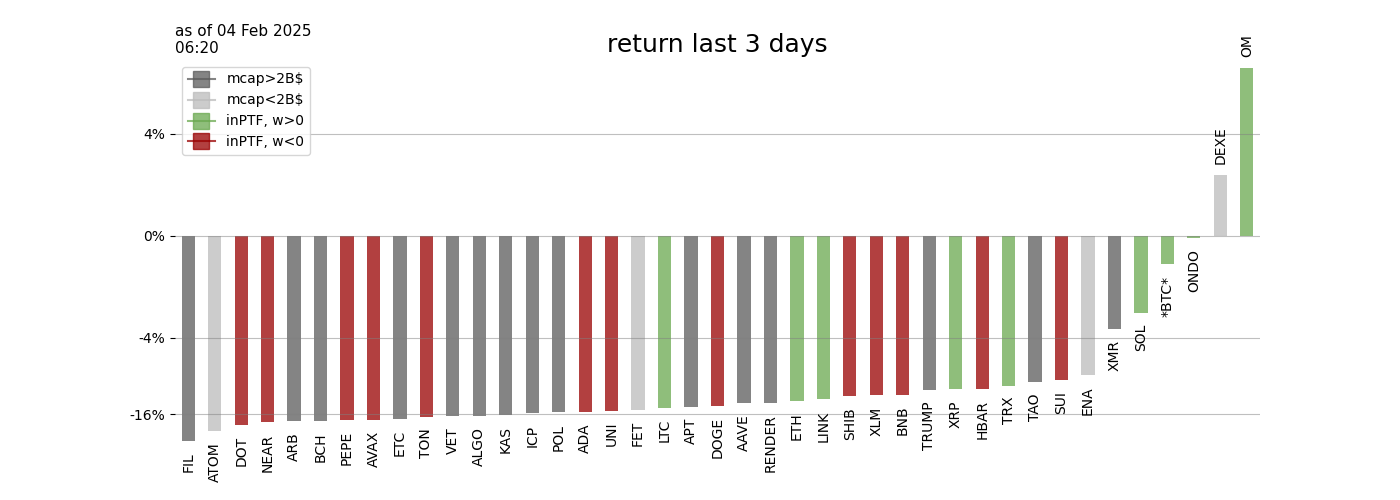 as of 04 Feb 2025
06:20
return last 3 days
mcap>2B$
mcap<2B$
inPTF, w>0
inPTF, w<0
4%
0%
-4%
-16%
FIL
ATOM
DOT
NEAR
ARB
BCH
PEPE
AVAX
ETC
TON
VET
ALGO
KAS
ICP
POL
ADA
UNI
FET
LTC
APT
DOGE
AAVE
RENDER
ETH
LINK
SHIB
XLM
BNB
TRUMP
XRP
HBAR
TRX
TAO
SUI
ENA
XMR
SOL
*BTC*
ONDO
DEXE
OM